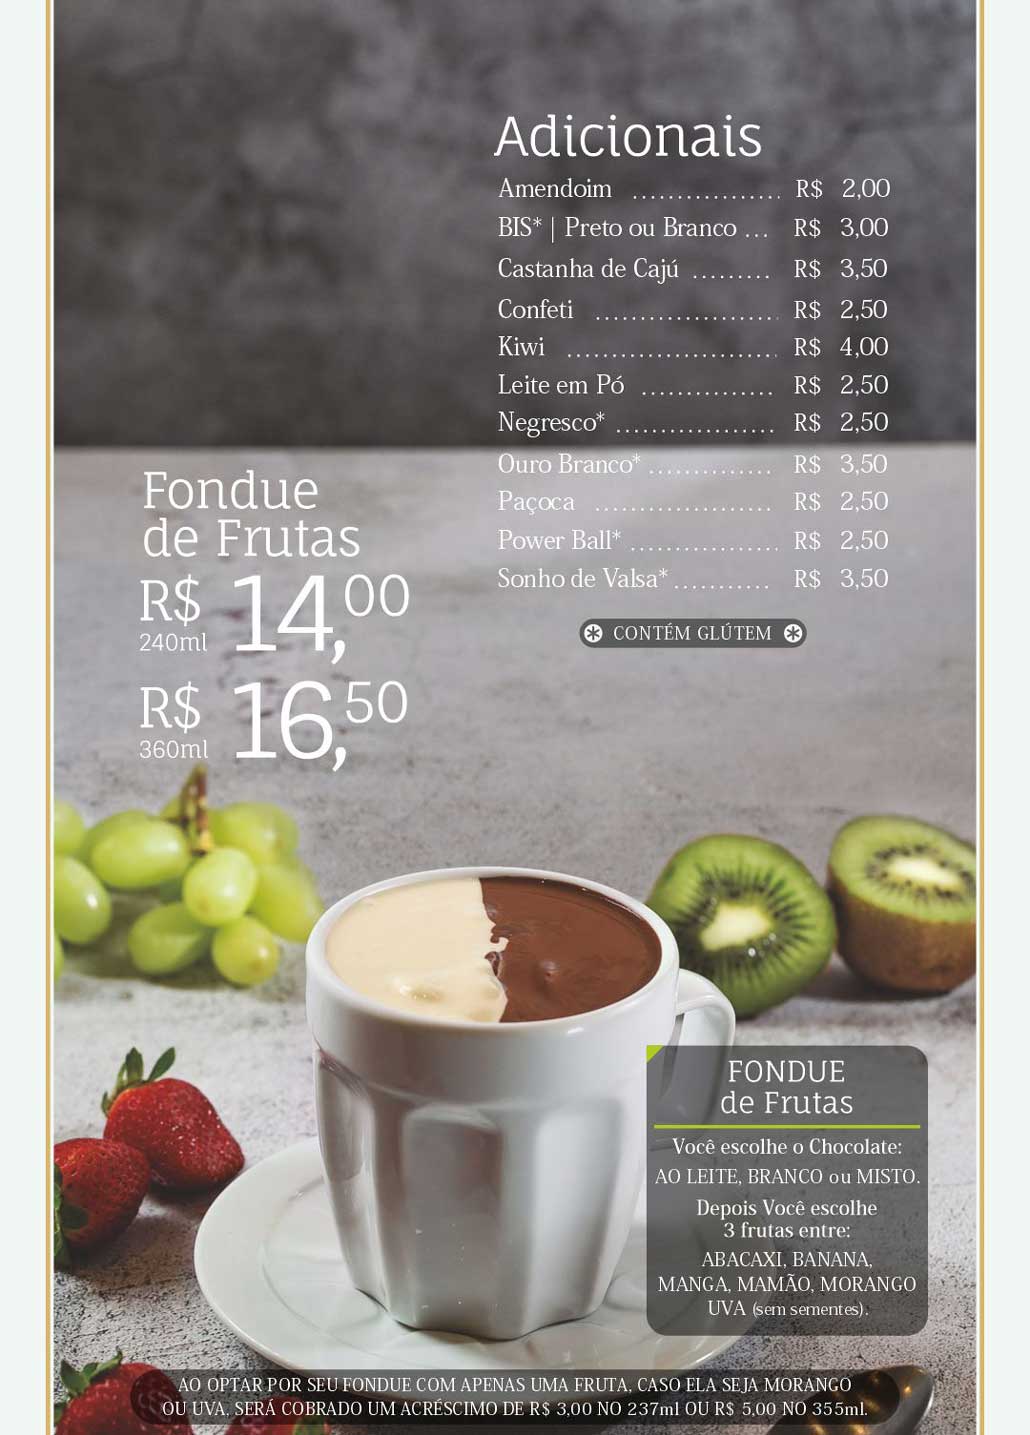 Adicionais
Amendoim .................. R$ 2,00
BIS* | Preto ou Branco ... R$ 3,00
Castanha de Cajú ......... R$ 3,50
Confeti ..................... R$ 2,50
Kiwi ........................ R$ 4,00
Leite em Pó ............... R$ 2,50
Negresco* .................. R$ 2,50
Ouro Branco* .............. R$ 3,50
Paçoca .................... R$ 2,50
Power Ball* ................. R$ 2,50
Sonho de Valsa* ........... R$ 3,50
* CONTÉM GLÚTEM *
Fondue
de Frutas
R$ 14,00
240ml
R$ 16,50
360ml
FONDUE
de Frutas
Você escolhe o Chocolate:
AO LEITE, BRANCO ou MISTO.
Depois Você escolhe
3 frutas entre:
ABACAXI, BANANA,
MANGA, MAMÃO, MORANGO
UVA (sem sementes).
AO OPTAR POR SEU FONDUE COM APENAS UMA FRUTA, CASO ELA SEJA MORANGO
OU UVA, SERÁ COBRADO UM ACRÉSCIMO DE R$ 3,00 NO 237ml OU R$ 5,00 NO 355ml.